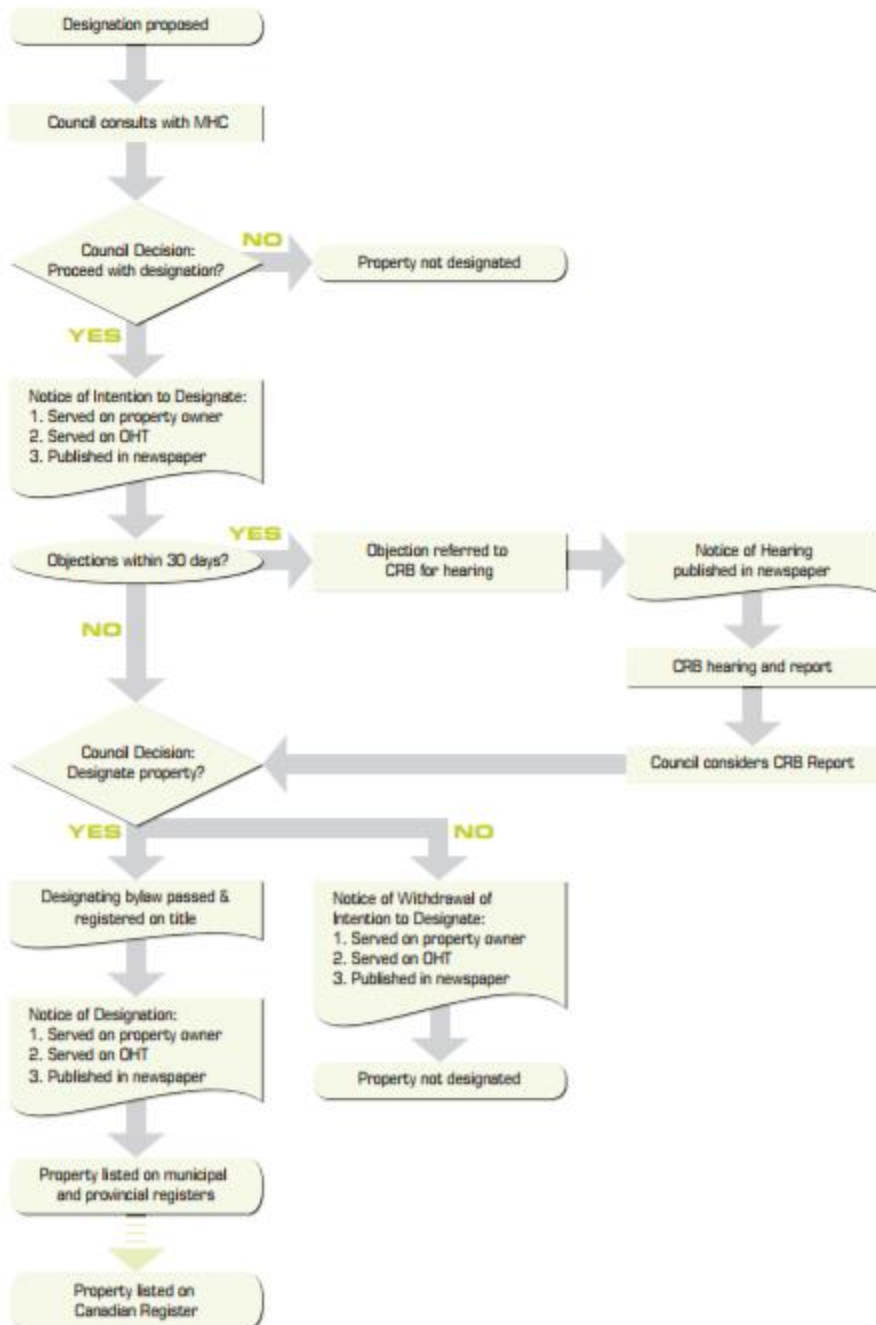 Designation proposed
Council consults with MHC
Council Decision:
Proceed with designation?
NO
Property not designated
YES
Notice of Intention to Designate:
1. Served on property owner
2. Served on OHT
3. Published in newspaper
Objections within 30 days?
YES
Objection referred to
CRB for hearing
Notice of Hearing
published in newspaper
NO
CRB hearing and report
Council considers CRB Report
Council Decision:
Designate property?
YES
NO
Designating bylaw passed &
registered on title
Notice of Withdrawal of
Intention to Designate:
1. Served on property owner
2. Served on OHT
3. Published in newspaper
Notice of Designation:
1. Served on property owner
2. Served on OHT
3. Published in newspaper
Property not designated
Property listed on municipal
and provincial registers
Property listed on
Canadian Register